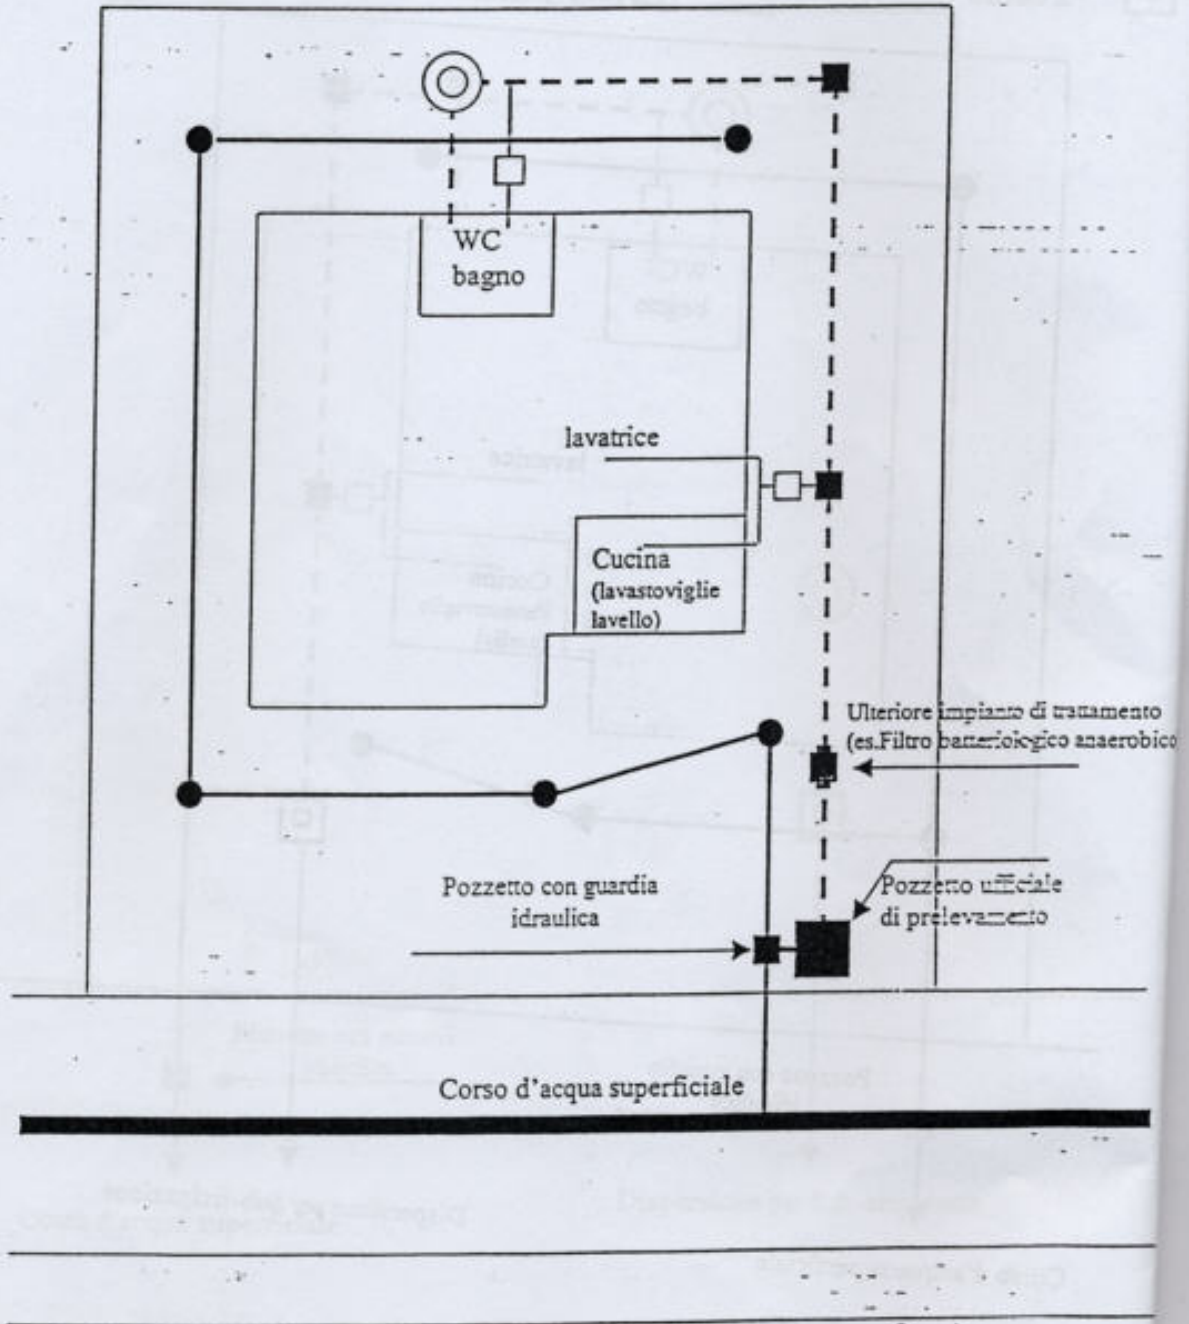 WC
bagno
lavatrice
Cucina
(lavastoviglie
lavello)
Ulteriore impianto di trattamento
(es.Filtro batteriologico anaerobico
Pozzetto con guardia
idraulica
Pozzetto ufficiale
di prelevamento
Corso d'acqua superficiale